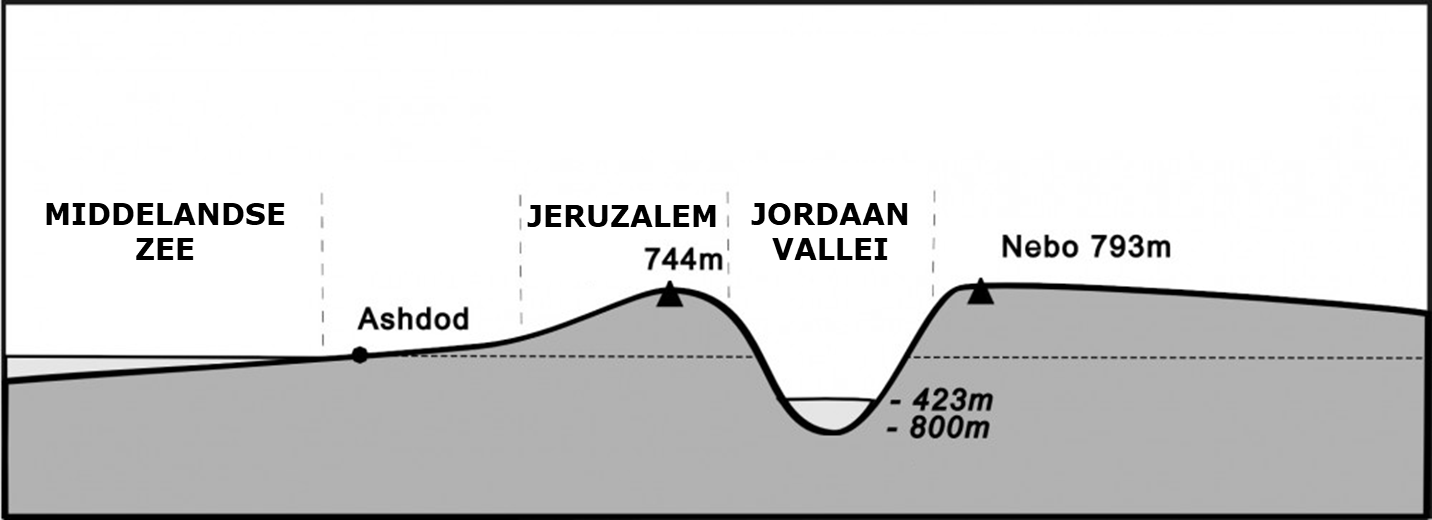 MIDDELANDSE
ZEE
Ashdod
JERUZALEM
744m
JORDAAN
VALLEI
- 423m
- 800m
Nebo 793m